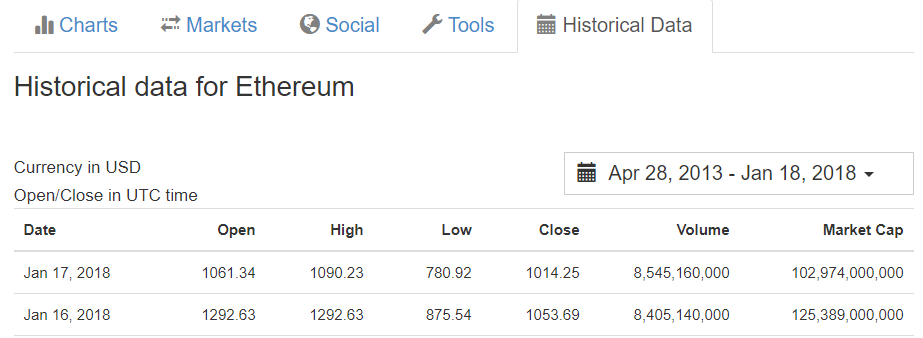 Charts Markets Social Tools Historical Data
Historical data for Ethereum
Currency in USD
Apr 28, 2013 - Jan 18, 2018
Open/Close in UTC time
Date Open High Low Close Volume Market Cap
Jan 17, 2018 1061.34 1090.23 780.92 1014.25 8,545,160,000 102,974,000,000
Jan 16, 2018 1292.63 1292.63 875.54 1053.69 8,405,140,000 125,389,000,000